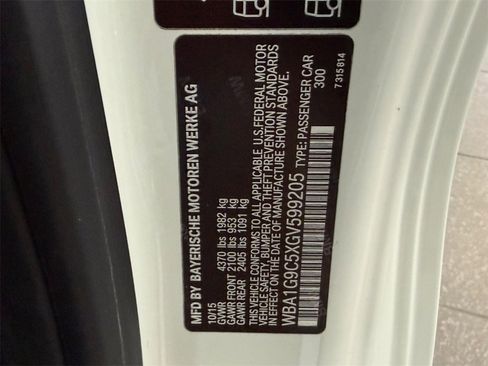 MFD BY BAYERISCHE MOTOREN WERKE AG
10/15
GVWR 4370 lbs 1982 kg
GAWR FRONT 2100 lbs 953 kg
GAWR REAR 2405 lbs 1091 kg
THIS VEHICLE CONFORMS TO ALL APPLICABLE U.S. FEDERAL MOTOR
VEHICLE SAFETY, BUMPER AND THEFT PREVENTION STANDARDS
IN EFFECT ON THE DATE OF MANUFACTURE SHOWN ABOVE.
WBA1G9C5XGV599205 TYPE: PASSENGER CAR
300
7 315 814